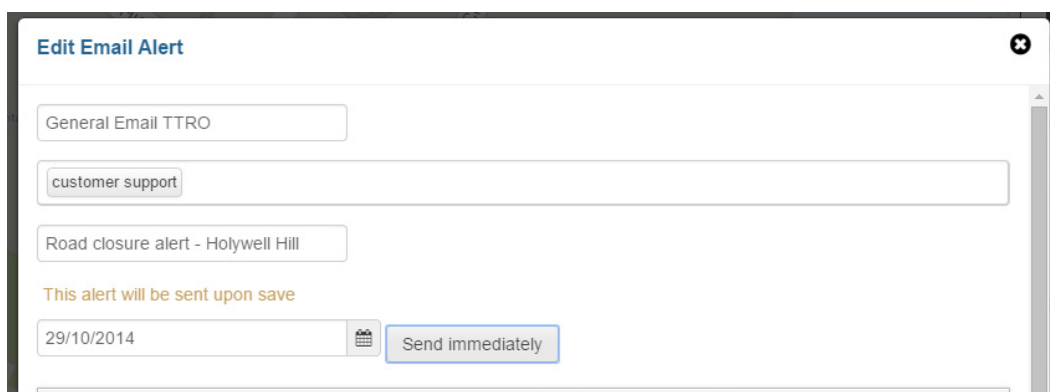 Edit Email Alert
General Email TTRO
customer support
Road closure alert - Holywell Hill
This alert will be sent upon save
29/10/2014
Send immediately